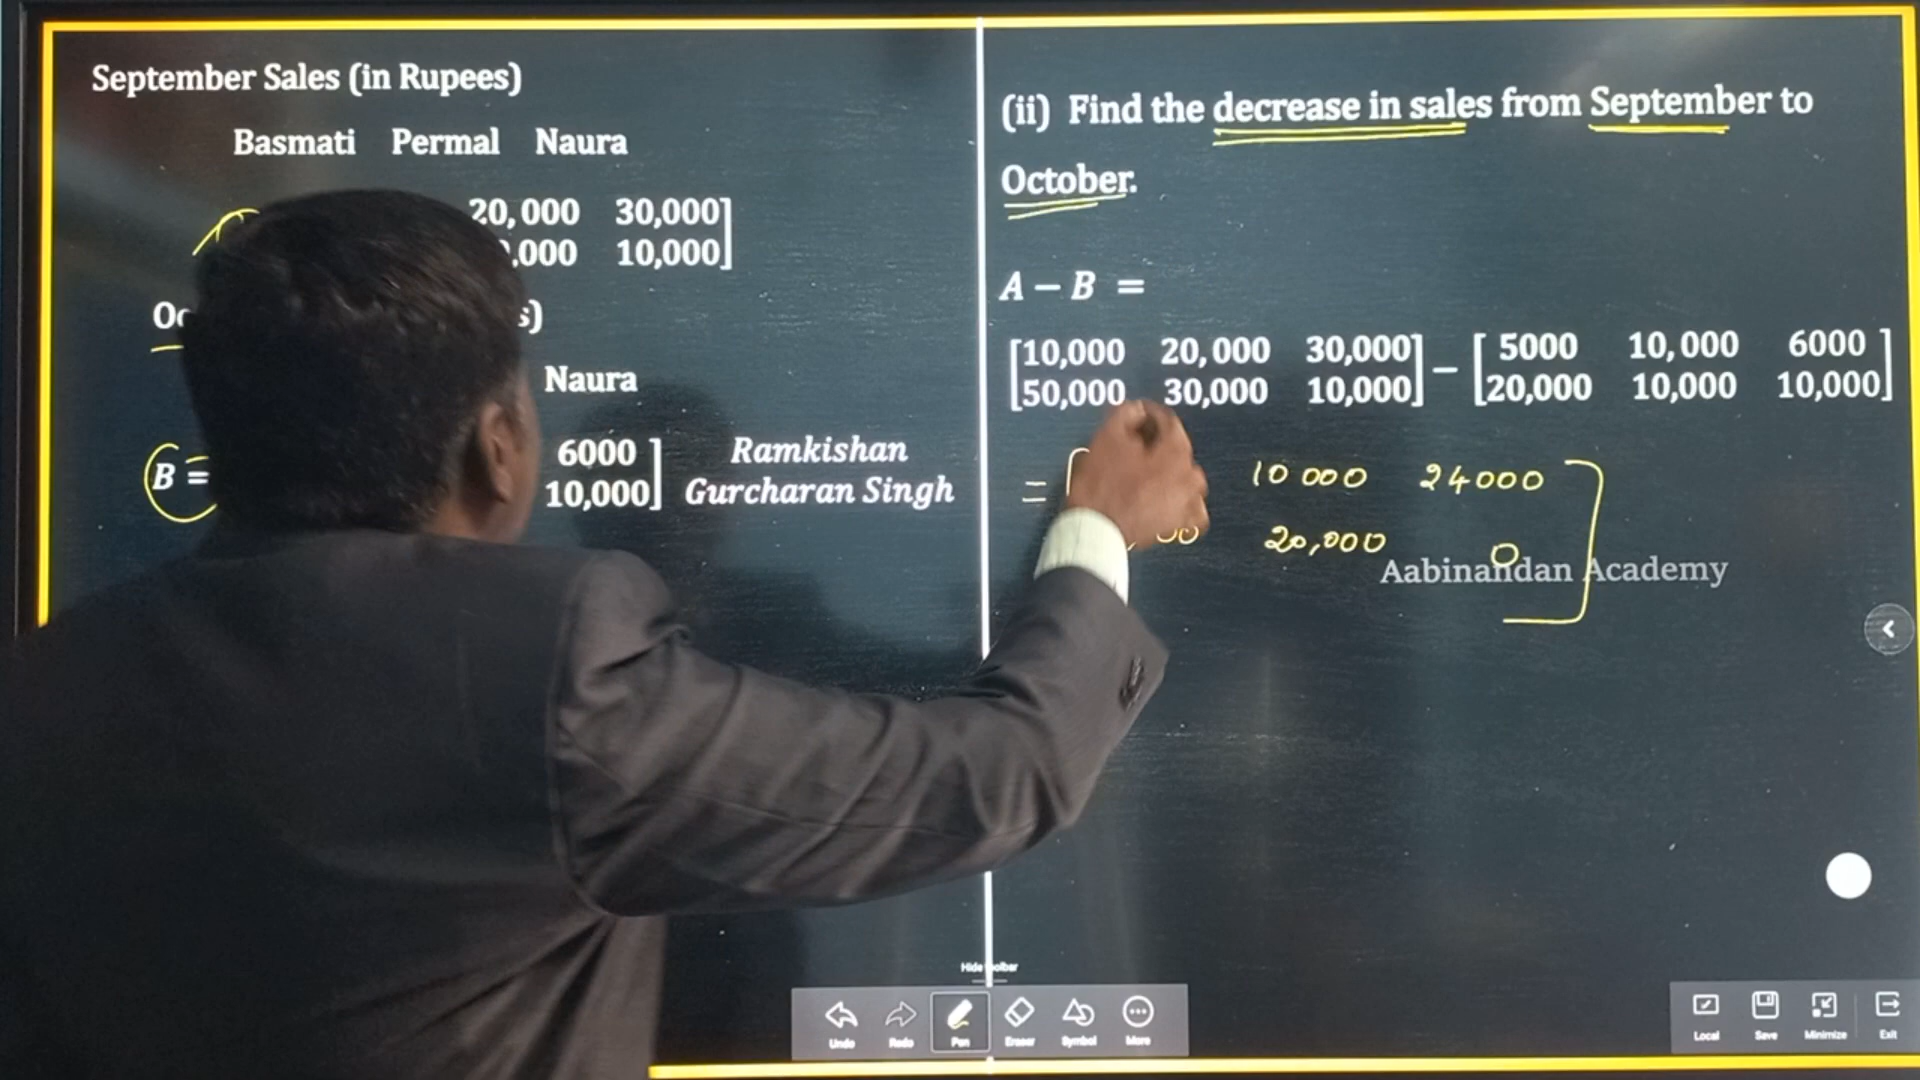 September Sales (in Rupees)
Basmati Permal Naura
20,000 30,000]
,000 10,000]
Naura
B =
6000
10,000] Ramkishan
Gurcharan Singh
(ii) Find the decrease in sales from September to
October.
A − B =
[10,000 20,000 30,000] − [5000 10,000 6000]
[50,000 30,000 10,000] [20,000 10,000 10,000]
= [ 10 000 24000 ]
20,000 0
Aabinandan Academy
Undo Redo Pen Eraser Symbol More
Local Save Minimize Exit